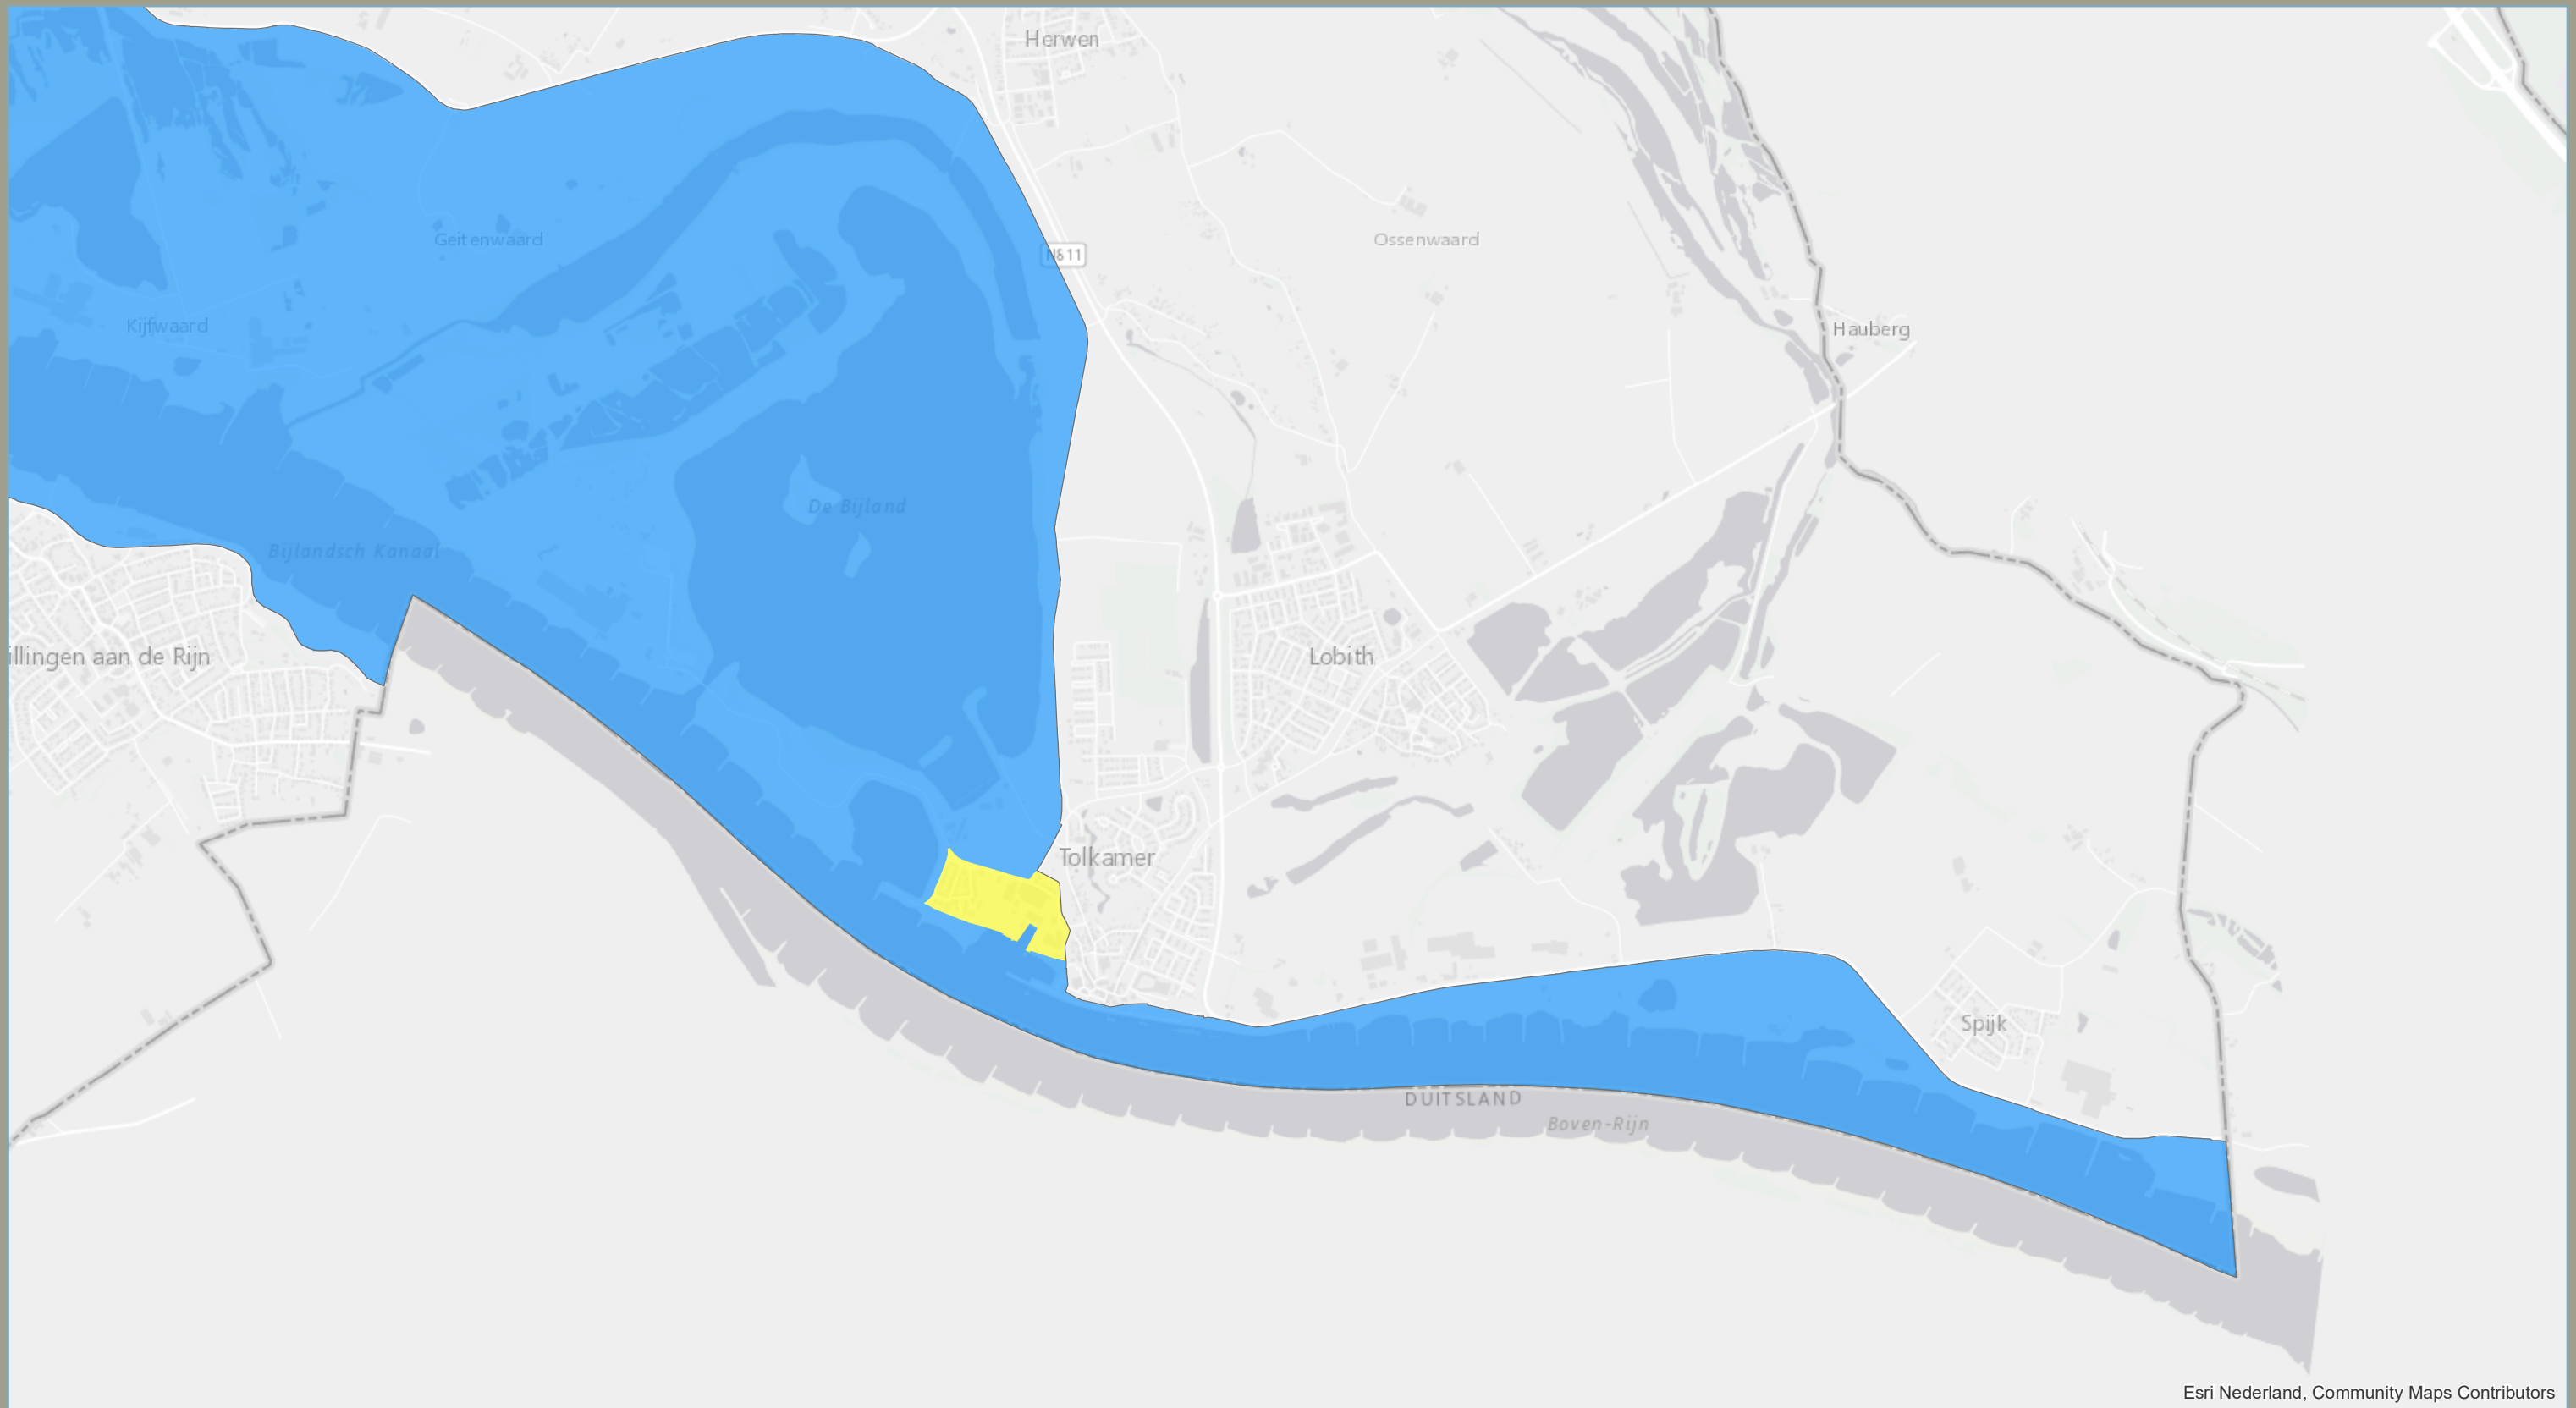 Herwen
Geitenwaard
Ossenwaard
N811
Kijfwaard
Hauberg
De Bijland
Bijlandsch Kanaal
illingen aan de Rijn
Lobith
Tolkamer
Spijk
DUITSLAND
Boven-Rijn
Esri Nederland, Community Maps Contributors